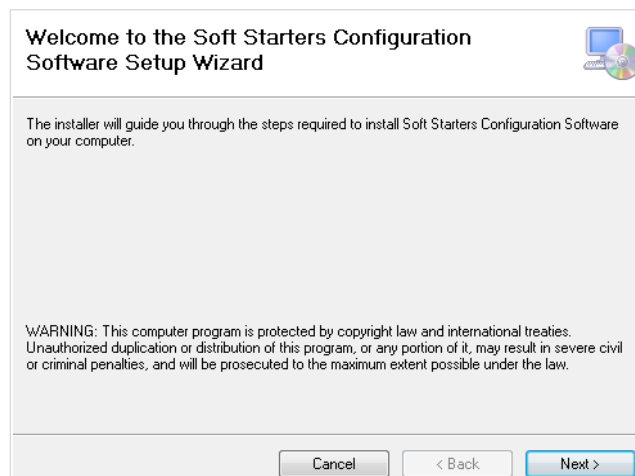 Welcome to the Soft Starters Configuration
Software Setup Wizard
The installer will guide you through the steps required to install Soft Starters Configuration Software
on your computer.
WARNING: This computer program is protected by copyright law and international treaties.
Unauthorized duplication or distribution of this program, or any portion of it, may result in severe civil
or criminal penalties, and will be prosecuted to the maximum extent possible under the law.
Cancel < Back Next >